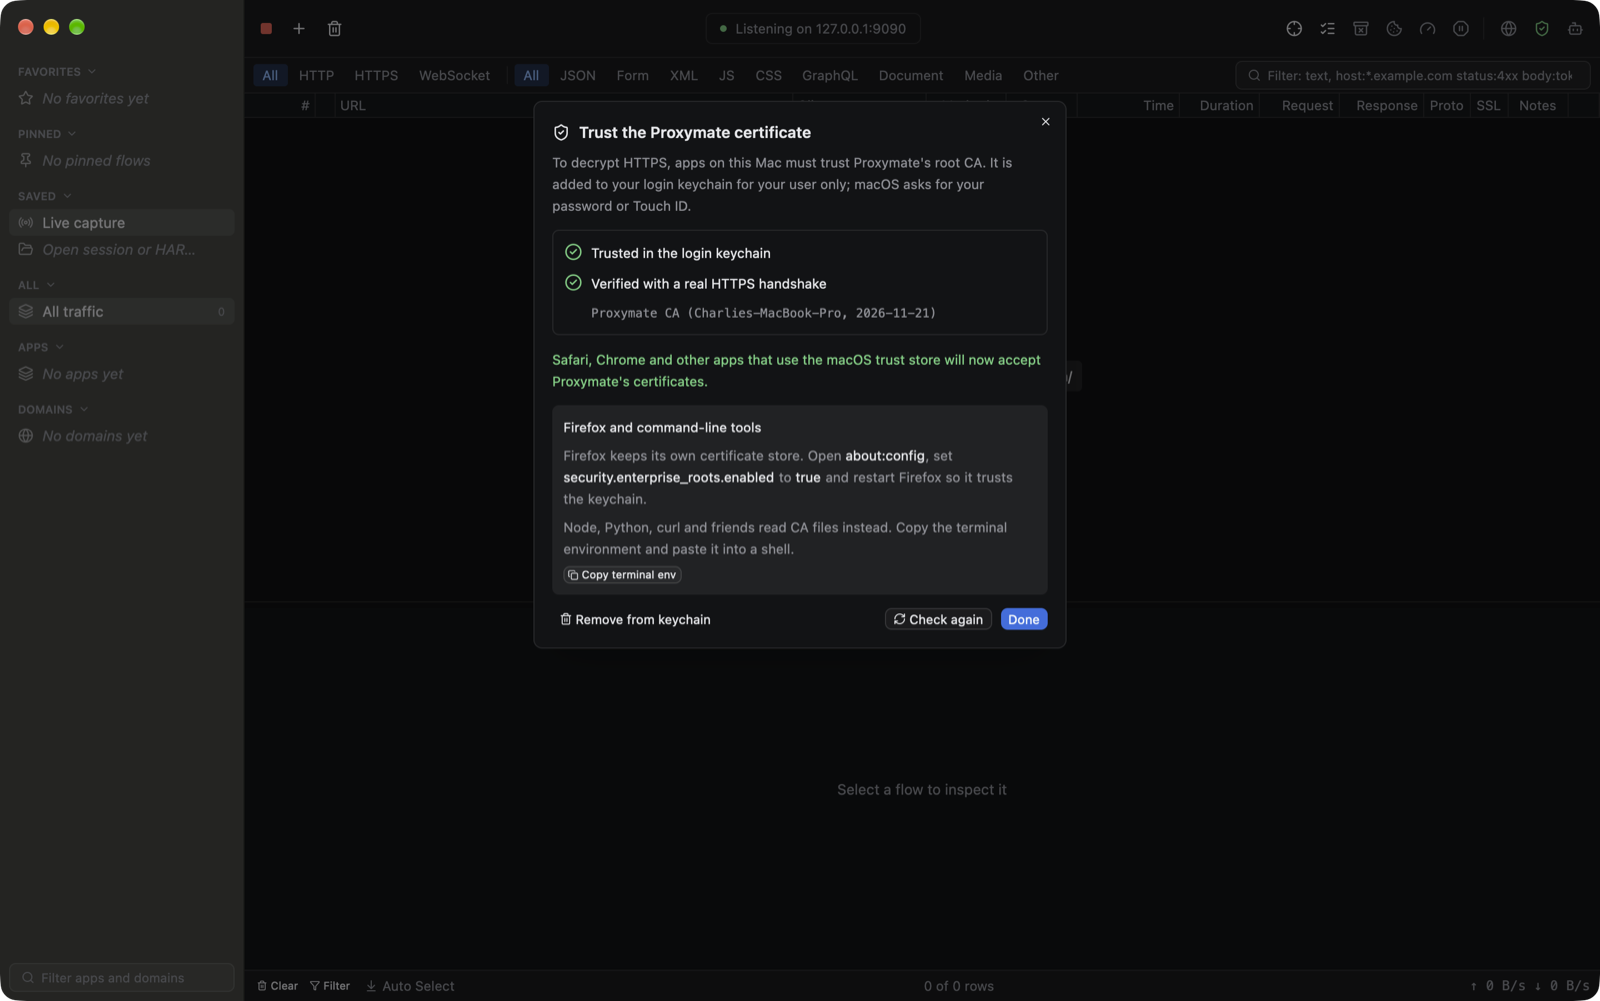 Listening on 127.0.0.1:9090
FAVORITES
No favorites yet
PINNED
No pinned flows
SAVED
Live capture
Open session or HAR...
ALL
All traffic 0
APPS
No apps yet
DOMAINS
No domains yet
Filter apps and domains
All HTTP HTTPS WebSocket All JSON Form XML JS CSS GraphQL Document Media Other
Filter: text, host:*.example.com status:4xx body:tok
# URL Time Duration Request Response Proto SSL Notes
Trust the Proxymate certificate
To decrypt HTTPS, apps on this Mac must trust Proxymate's root CA. It is
added to your login keychain for your user only; macOS asks for your
password or Touch ID.
Trusted in the login keychain
Verified with a real HTTPS handshake
Proxymate CA (Charlies-MacBook-Pro, 2026-11-21)
Safari, Chrome and other apps that use the macOS trust store will now accept
Proxymate's certificates.
Firefox and command-line tools
Firefox keeps its own certificate store. Open about:config, set
security.enterprise_roots.enabled to true and restart Firefox so it trusts
the keychain.
Node, Python, curl and friends read CA files instead. Copy the terminal
environment and paste it into a shell.
Copy terminal env
Remove from keychain Check again Done
Select a flow to inspect it
Clear Filter Auto Select 0 of 0 rows ↑ 0 B/s ↓ 0 B/s